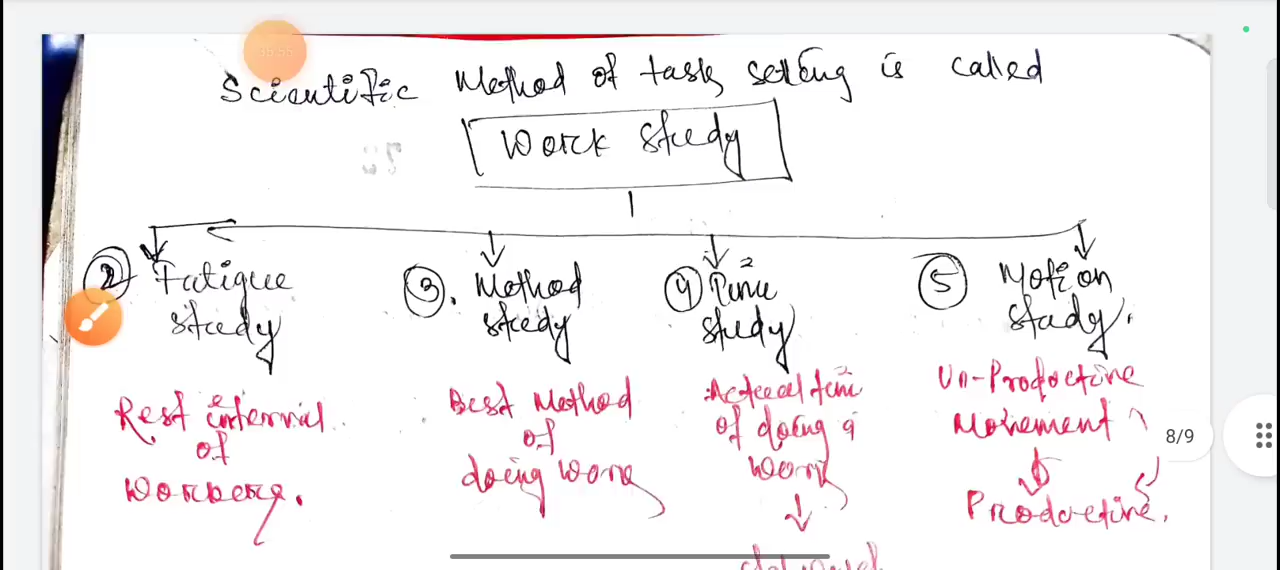 Scientific Method of task setting is called
Work study
② Fatigue study
③. Method study
④ Time study
⑤ Motion study.
Rest interval of workers.
Best Method of doing work
Actual time of doing a work
Un-Productive Movement
Productive.
8/9